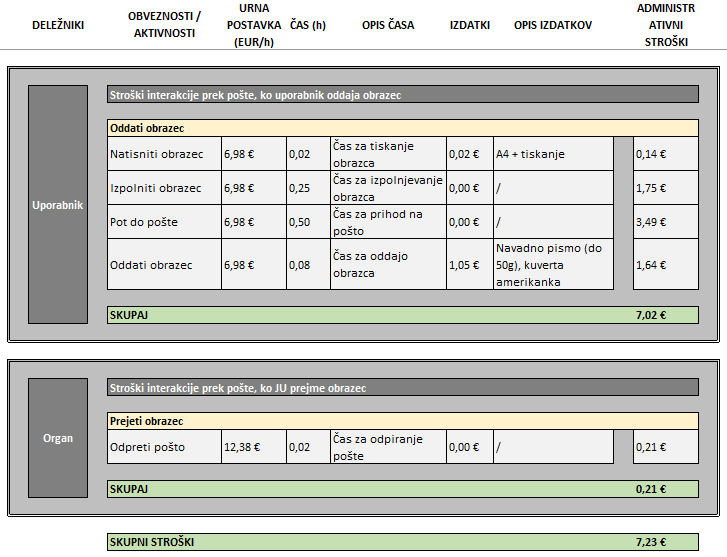 DELEŽNIKI OBVEZNOSTI / AKTIVNOSTI URNA POSTAVKA (EUR/h) ČAS (h) OPIS ČASA IZDATKI OPIS IZDATKOV ADMINISTR ATIVNI STROŠKI
Uporabnik
Stroški interakcije prek pošte, ko uporabnik oddaja obrazec
Oddati obrazec
Natisniti obrazec 6,98 € 0,02 Čas za tiskanje obrazca 0,02 € A4 + tiskanje 0,14 €
Izpolniti obrazec 6,98 € 0,25 Čas za izpolnjevanje obrazca 0,00 € / 1,75 €
Pot do pošte 6,98 € 0,50 Čas za prihod na pošto 0,00 € / 3,49 €
Oddati obrazec 6,98 € 0,08 Čas za oddajo obrazca 1,05 € Navadno pismo (do 50g), kuverta amerikanka 1,64 €
SKUPAJ 7,02 €
Organ
Stroški interakcije prek pošte, ko JU prejme obrazec
Prejeti obrazec
Odpreti pošto 12,38 € 0,02 Čas za odpiranje pošte 0,00 € / 0,21 €
SKUPAJ 0,21 €
SKUPNI STROŠKI 7,23 €